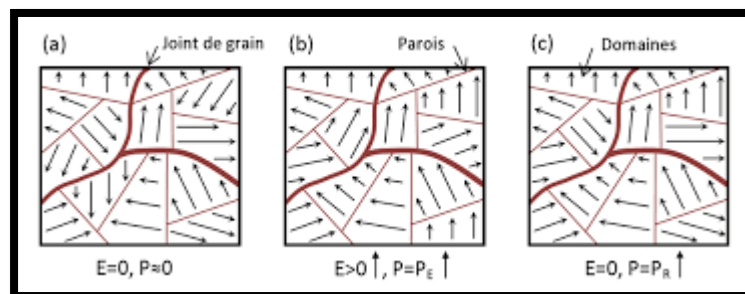 (a) Joint de grain
(b) Parois
(c) Domaines
E=0, P≈0
E>0 , P=P_E
E=0, P=P_R